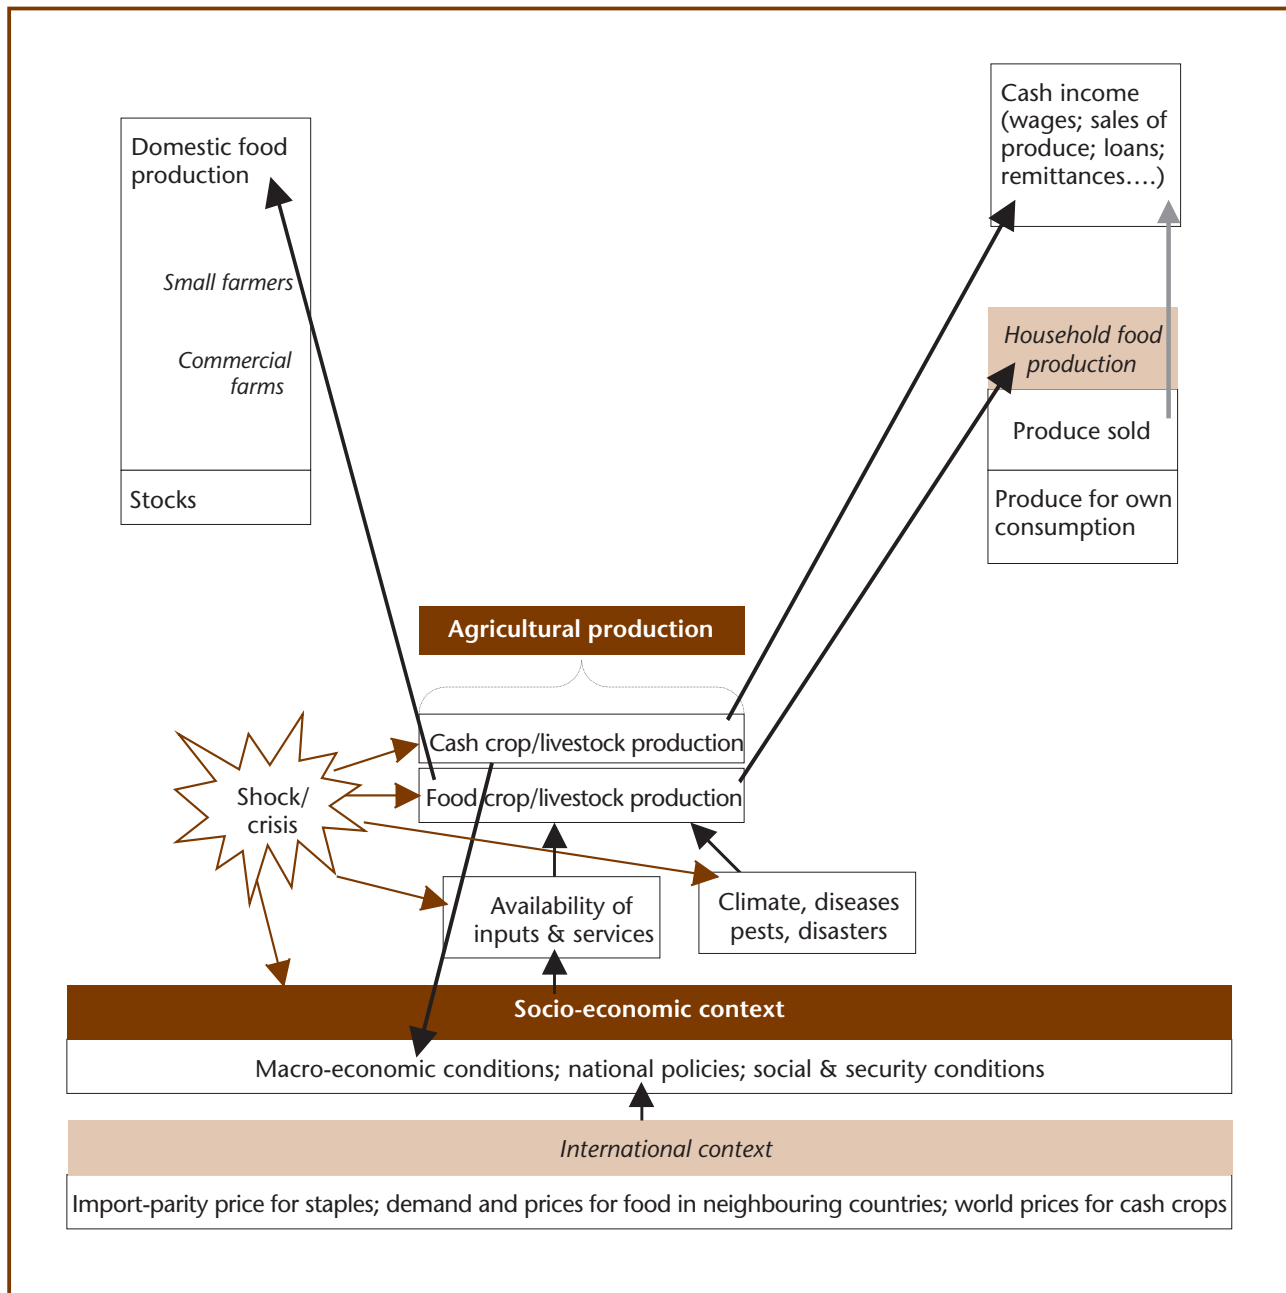 Cash income
(wages; sales of
produce; loans;
remittances….)
Domestic food
production
Small farmers
Commercial
farms
Stocks
Household food
production
Produce sold
Produce for own
consumption
Agricultural production
Cash crop/livestock production
Food crop/livestock production
Shock/
crisis
Availability of
inputs & services
Climate, diseases
pests, disasters
Socio-economic context
Macro-economic conditions; national policies; social & security conditions
International context
Import-parity price for staples; demand and prices for food in neighbouring countries; world prices for cash crops